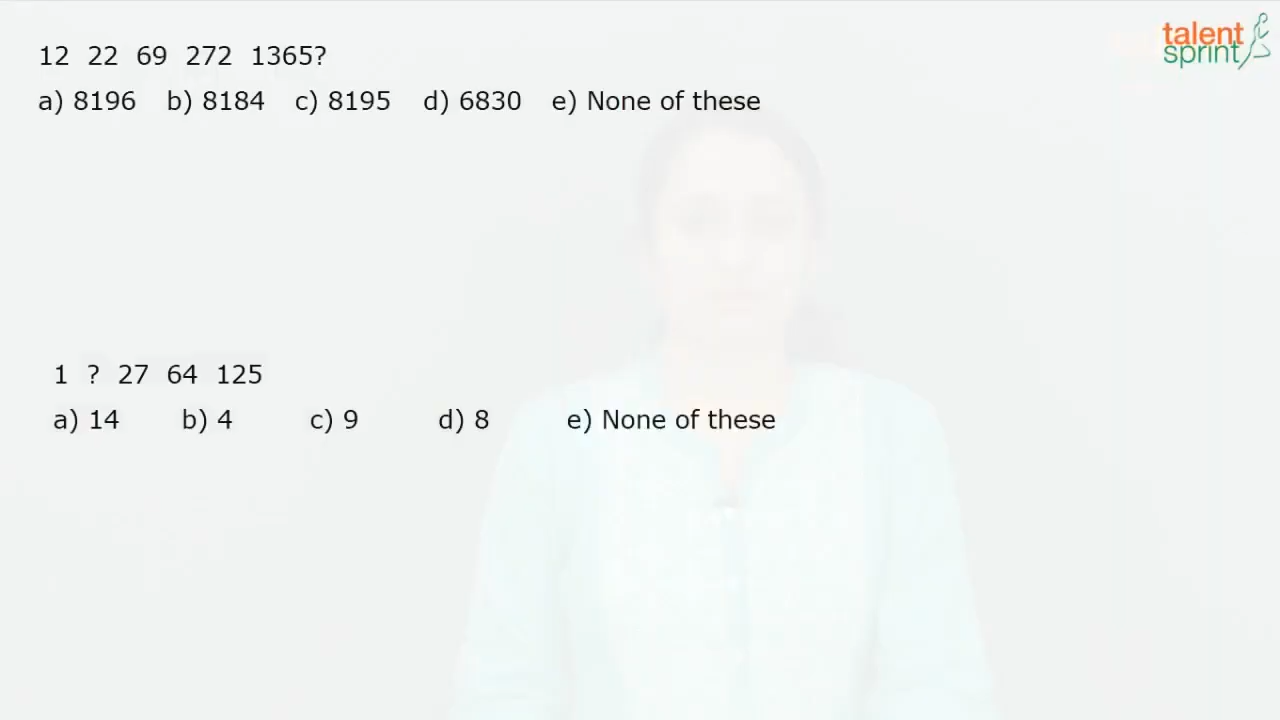 talent
sprint
12 22 69 272 1365?
a) 8196 b) 8184 c) 8195 d) 6830 e) None of these
1 ? 27 64 125
a) 14 b) 4 c) 9 d) 8 e) None of these